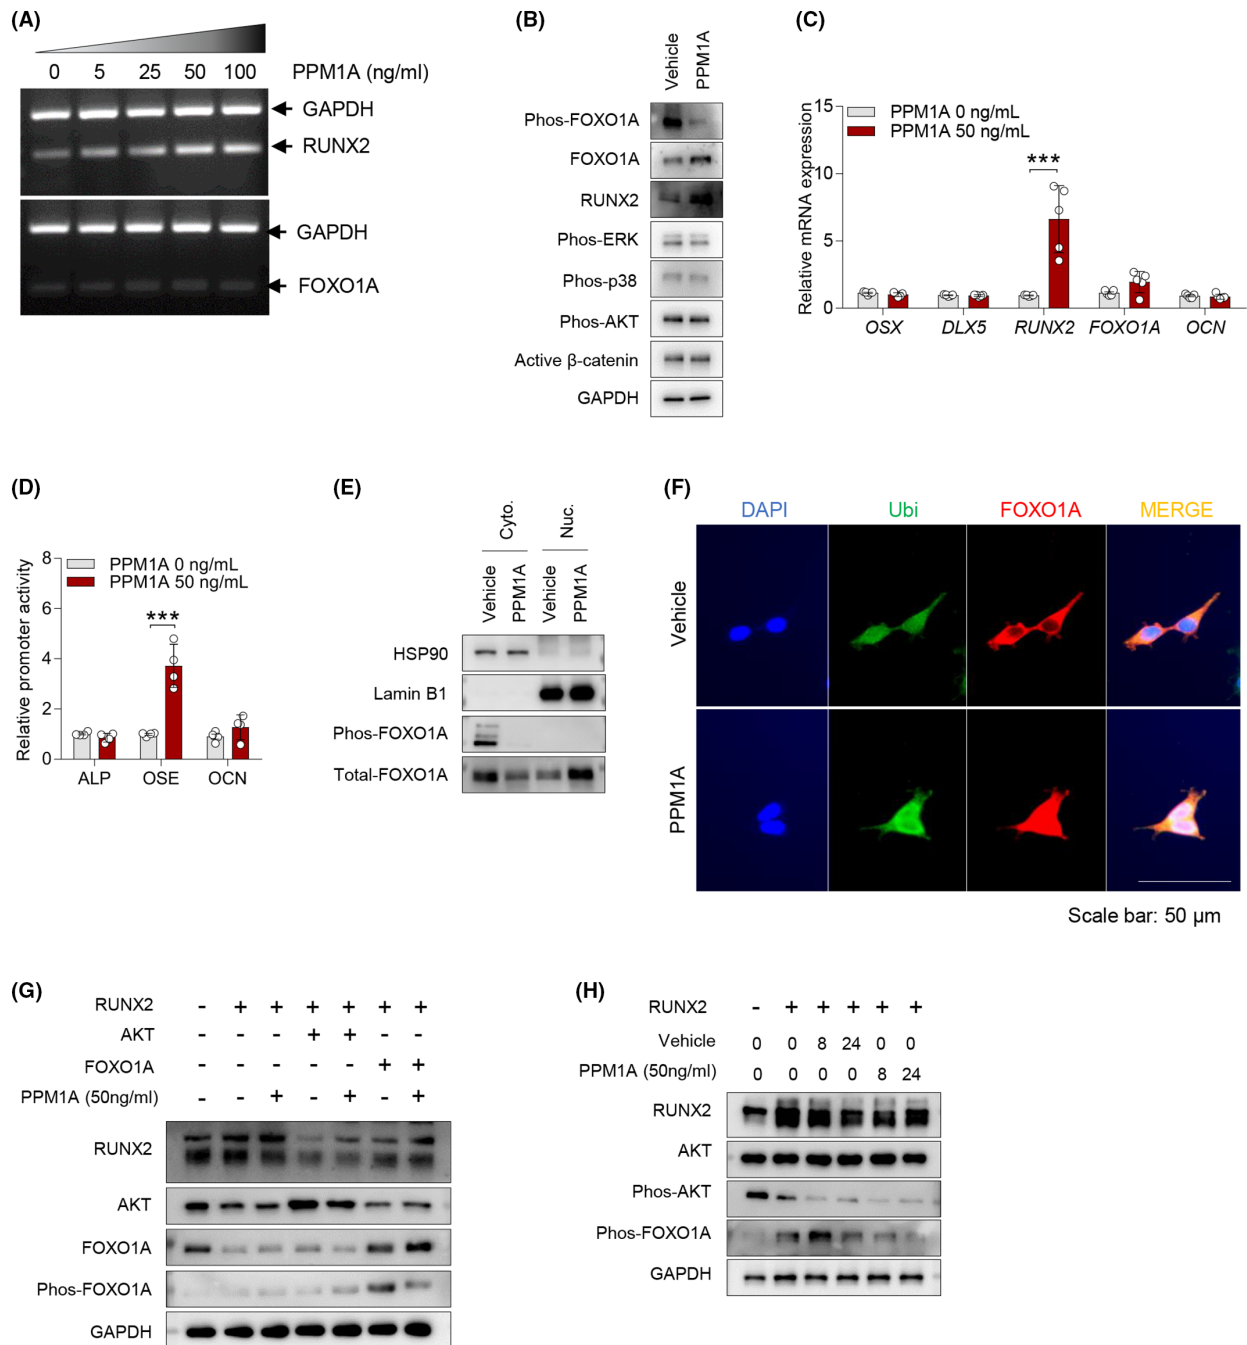 (A)
0 5 25 50 100 PPM1A (ng/ml)
GAPDH
RUNX2
GAPDH
FOXO1A
(B)
Vehicle
PPM1A
Phos-FOXO1A
FOXO1A
RUNX2
Phos-ERK
Phos-p38
Phos-AKT
Active β-catenin
GAPDH
(C)
Relative mRNA expression
15
10
5
0
PPM1A 0 ng/mL
PPM1A 50 ng/mL
***
OSX DLX5 RUNX2 FOXO1A OCN
(D)
Relative promoter activity
8
6
4
2
0
PPM1A 0 ng/mL
PPM1A 50 ng/mL
***
ALP OSE OCN
(E)
Cyto. Nuc.
Vehicle PPM1A Vehicle PPM1A
HSP90
Lamin B1
Phos-FOXO1A
Total-FOXO1A
(F)
DAPI Ubi FOXO1A MERGE
Vehicle
PPM1A
Scale bar: 50 µm
(G)
RUNX2 - + + + + + +
AKT - - - + + - -
FOXO1A - - - - - + +
PPM1A (50ng/ml) - - + - + - +
RUNX2
AKT
FOXO1A
Phos-FOXO1A
GAPDH
(H)
RUNX2 - + + + + +
Vehicle 0 0 8 24 0 0
PPM1A (50ng/ml) 0 0 0 0 8 24
RUNX2
AKT
Phos-AKT
Phos-FOXO1A
GAPDH